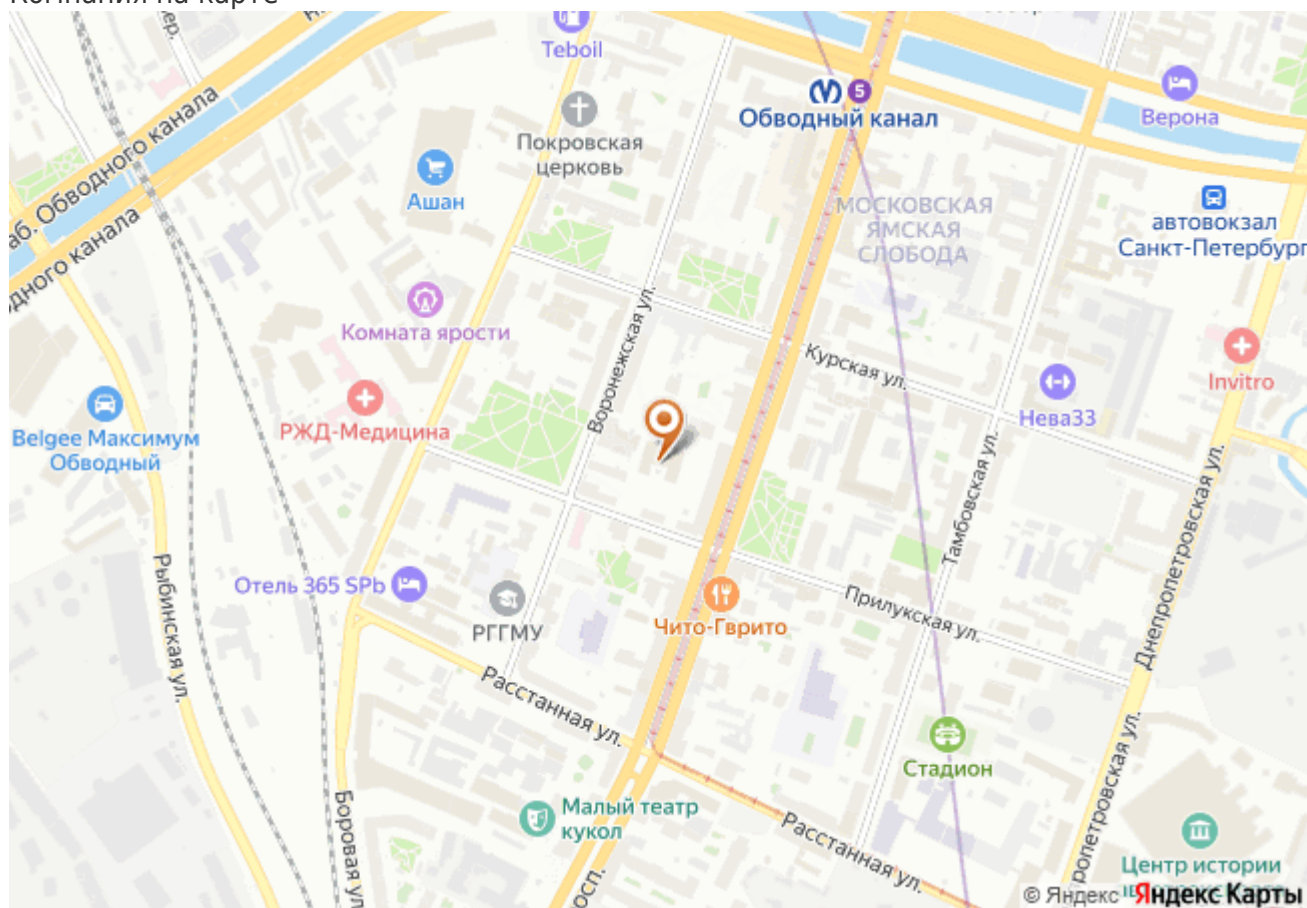 Компания на карте
Teboil
Верона
5
Обводный канал
Покровская
церковь
наб. Обводного канала
Ашан
МОСКОВСКАЯ
ЯМСКАЯ
СЛОБОДА
автовокзал
Санкт-Петербург
Комната ярости
Воронежская ул.
Курская ул.
Invitro
Нева33
РЖД-Медицина
Belgee Максимум
Обводный
Тамбовская ул.
Днепропетровская ул.
Рыбинская ул.
Отель 365 SPb
РГГМУ
Чито-Гврито
Прилукская ул.
Расстанная ул.
Стадион
Малый театр
кукол
Боровая ул.
Расстанная ул.
Центр истории
© Яндекс Яндекс Карты